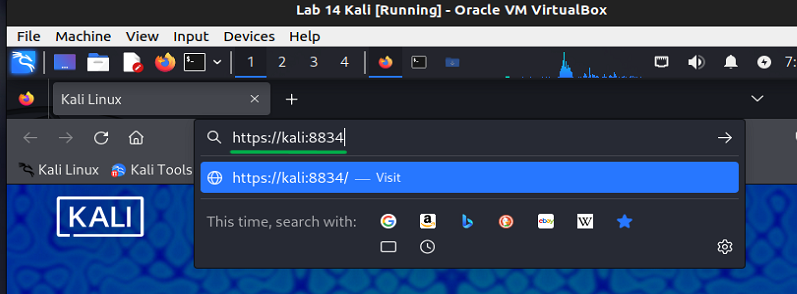 Lab 14 Kali [Running] - Oracle VM VirtualBox
File Machine View Input Devices Help
1 2 3 4
7:
Kali Linux
https://kali:8834
Kali Linux Kali Tools
https://kali:8834/ — Visit
KALI
This time, search with:
ebay
W